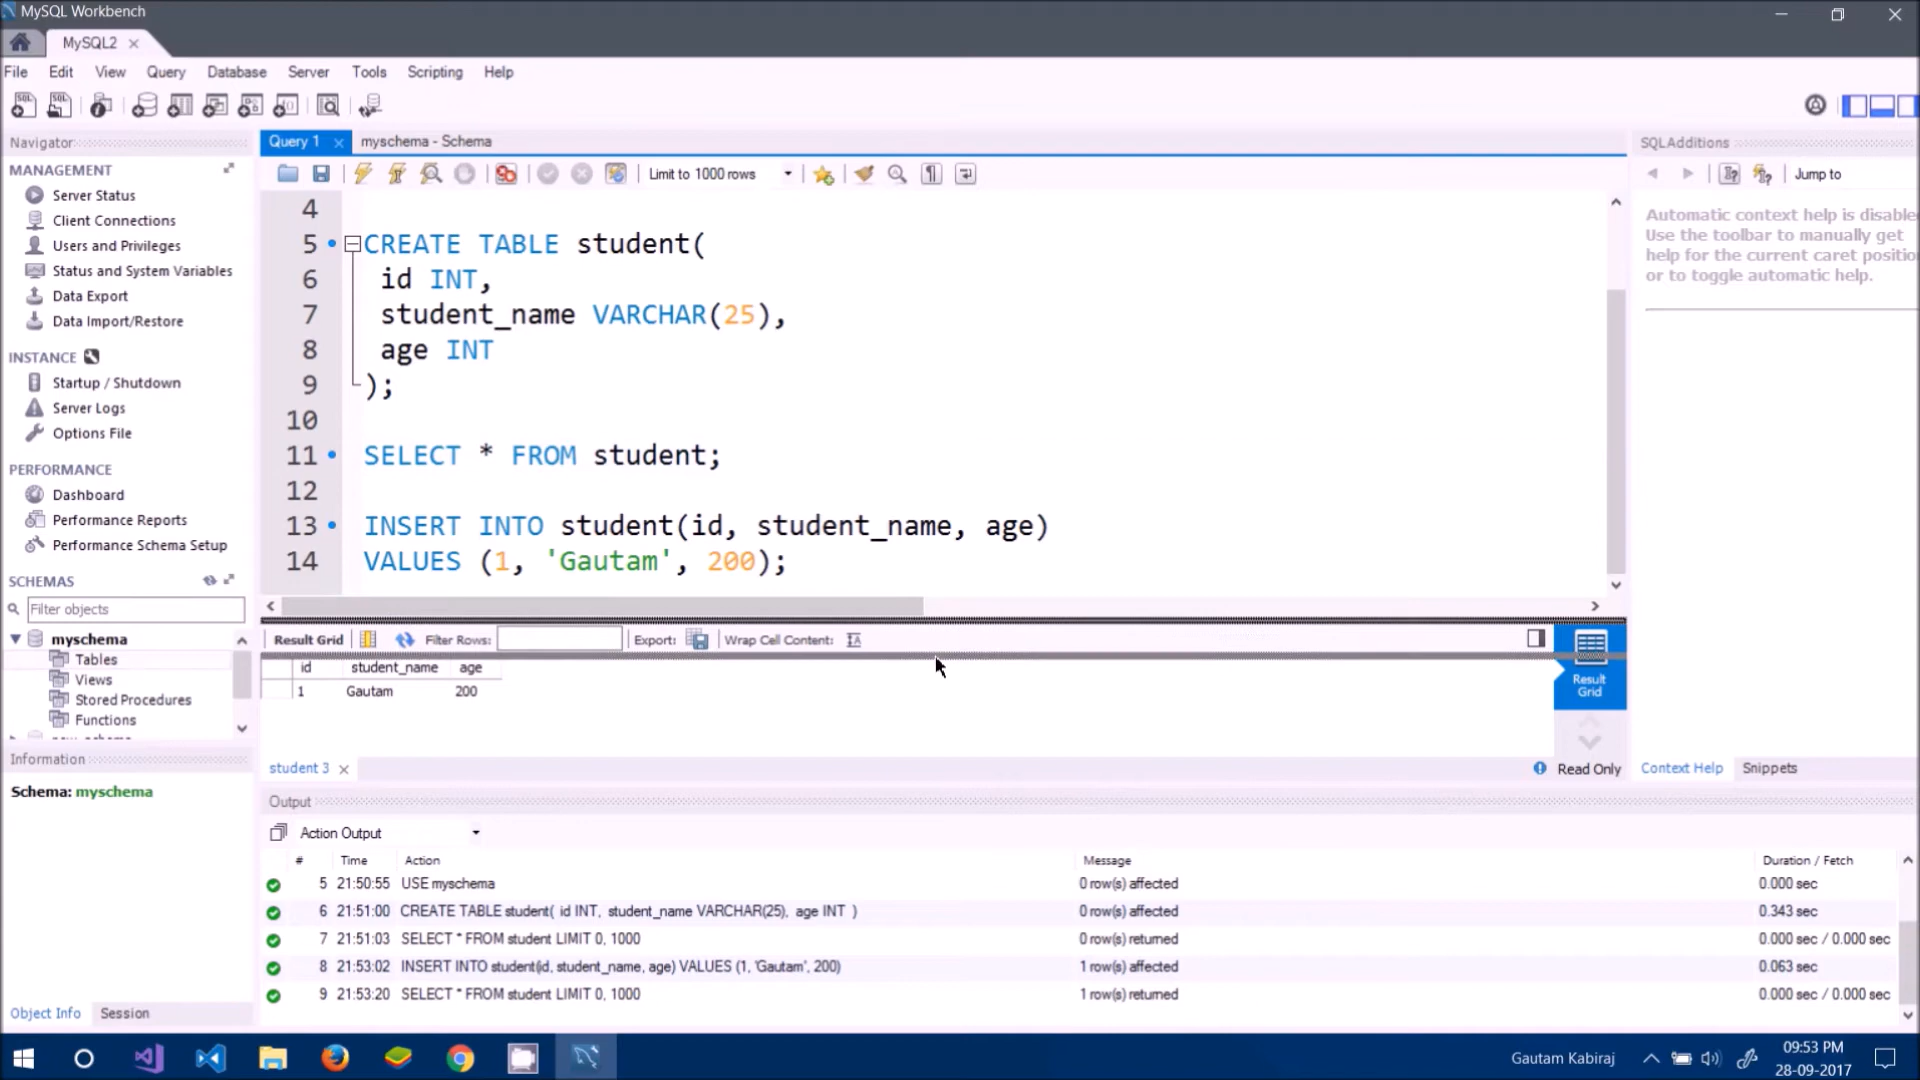 MySQL Workbench
MySQL2
File Edit View Query Database Server Tools Scripting Help
Navigator
MANAGEMENT
Server Status
Client Connections
Users and Privileges
Status and System Variables
Data Export
Data Import/Restore
INSTANCE
Startup / Shutdown
Server Logs
Options File
PERFORMANCE
Dashboard
Performance Reports
Performance Schema Setup
SCHEMAS
Filter objects
myschema
Tables
Views
Stored Procedures
Functions
Information
Schema: myschema
Object Info Session
Query 1 myschema - Schema
Limit to 1000 rows
4
5 CREATE TABLE student(
6 id INT,
7 student_name VARCHAR(25),
8 age INT
9 );
10
11 SELECT * FROM student;
12
13 INSERT INTO student(id, student_name, age)
14 VALUES (1, 'Gautam', 200);
Result Grid Filter Rows: Export: Wrap Cell Content:
id student_name age
1 Gautam 200
Result
Grid
student 3 Read Only
SQLAdditions
Jump to
Automatic context help is disable
Use the toolbar to manually get
help for the current caret positio
or to toggle automatic help.
Context Help Snippets
Output
Action Output
# Time Action Message Duration / Fetch
5 21:50:55 USE myschema 0 row(s) affected 0.000 sec
6 21:51:00 CREATE TABLE student( id INT, student_name VARCHAR(25), age INT ) 0 row(s) affected 0.343 sec
7 21:51:03 SELECT * FROM student LIMIT 0, 1000 0 row(s) returned 0.000 sec / 0.000 sec
8 21:53:02 INSERT INTO student(id, student_name, age) VALUES (1, 'Gautam', 200) 1 row(s) affected 0.063 sec
9 21:53:20 SELECT * FROM student LIMIT 0, 1000 1 row(s) returned 0.000 sec / 0.000 sec
Gautam Kabiraj
09:53 PM
28-09-2017